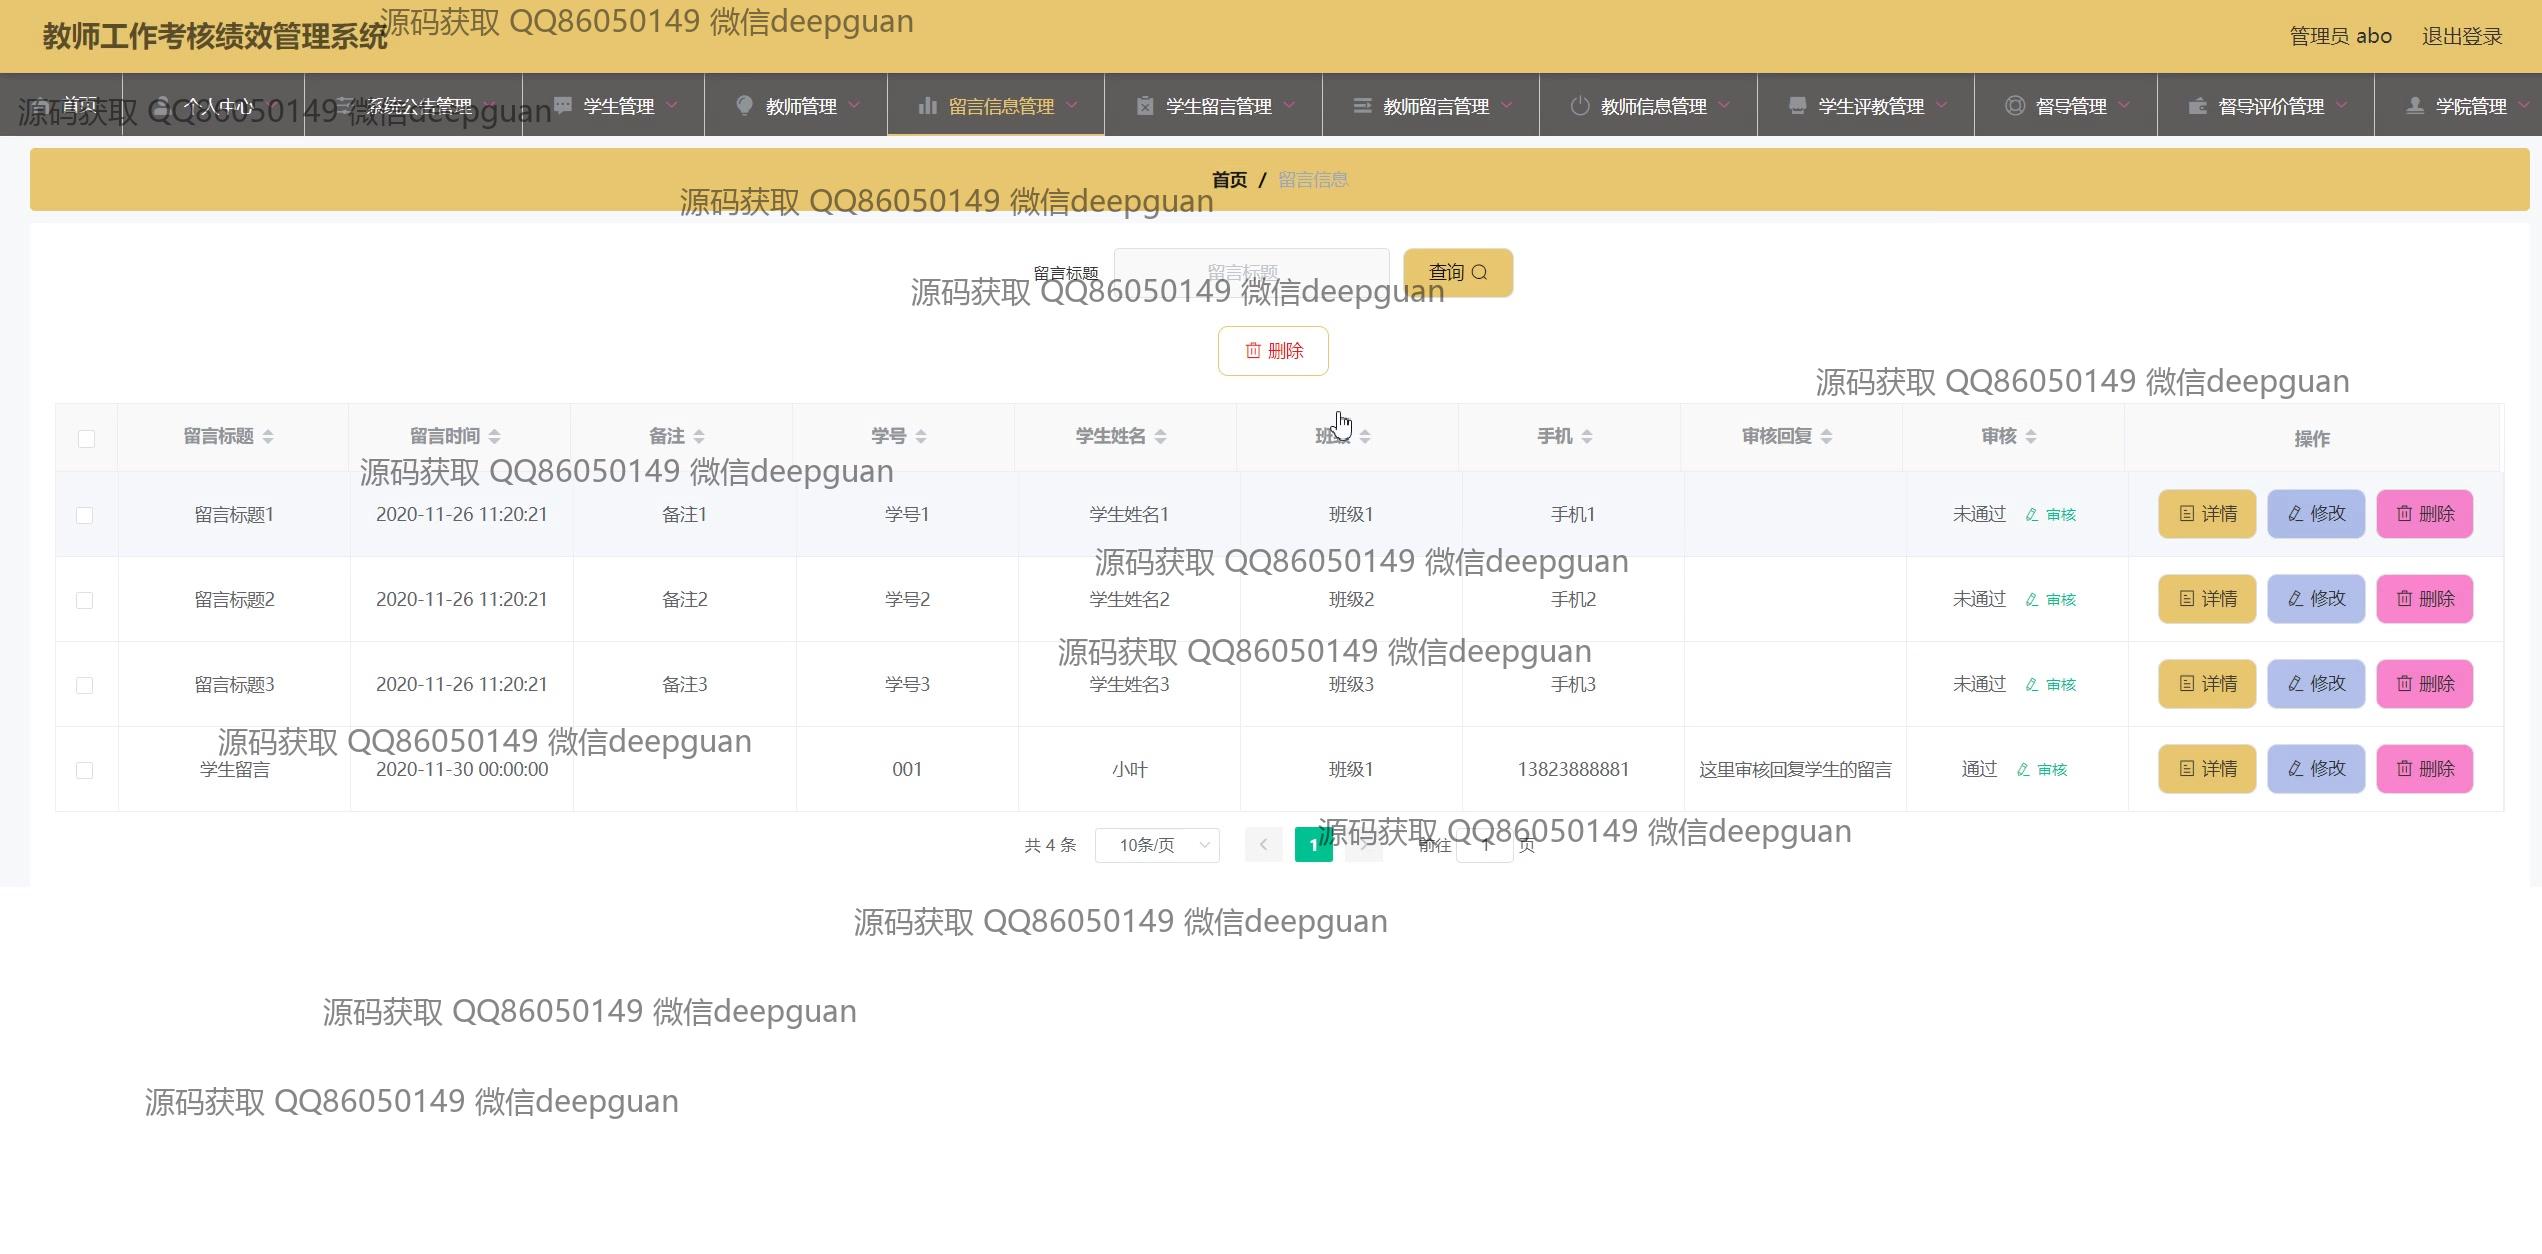 教师工作考核绩效管理系统
源码获取 QQ86050149 微信deepguan
管理员 abo 退出登录
首页 个人中心 系统公告管理 学生管理 教师管理 留言信息管理 学生留言管理 教师留言管理 教师信息管理 学生评教管理 督导管理 督导评价管理 学院管理
源码获取 QQ86050149 微信deepguan
首页 / 留言信息
源码获取 QQ86050149 微信deepguan
留言标题 留言标题 查询
源码获取 QQ86050149 微信deepguan
删除
源码获取 QQ86050149 微信deepguan
留言标题 留言时间 备注 学号 学生姓名 班级 手机 审核回复 审核 操作
源码获取 QQ86050149 微信deepguan
留言标题1 2020-11-26 11:20:21 备注1 学号1 学生姓名1 班级1 手机1 未通过 审核 详情 修改 删除
源码获取 QQ86050149 微信deepguan
留言标题2 2020-11-26 11:20:21 备注2 学号2 学生姓名2 班级2 手机2 未通过 审核 详情 修改 删除
源码获取 QQ86050149 微信deepguan
留言标题3 2020-11-26 11:20:21 备注3 学号3 学生姓名3 班级3 手机3 未通过 审核 详情 修改 删除
源码获取 QQ86050149 微信deepguan
学生留言 2020-11-30 00:00:00 001 小叶 班级1 13823888881 这里审核回复学生的留言 通过 审核 详情 修改 删除
源码获取 QQ86050149 微信deepguan
共 4 条 10条/页 1 前往 1 页
源码获取 QQ86050149 微信deepguan
源码获取 QQ86050149 微信deepguan
源码获取 QQ86050149 微信deepguan